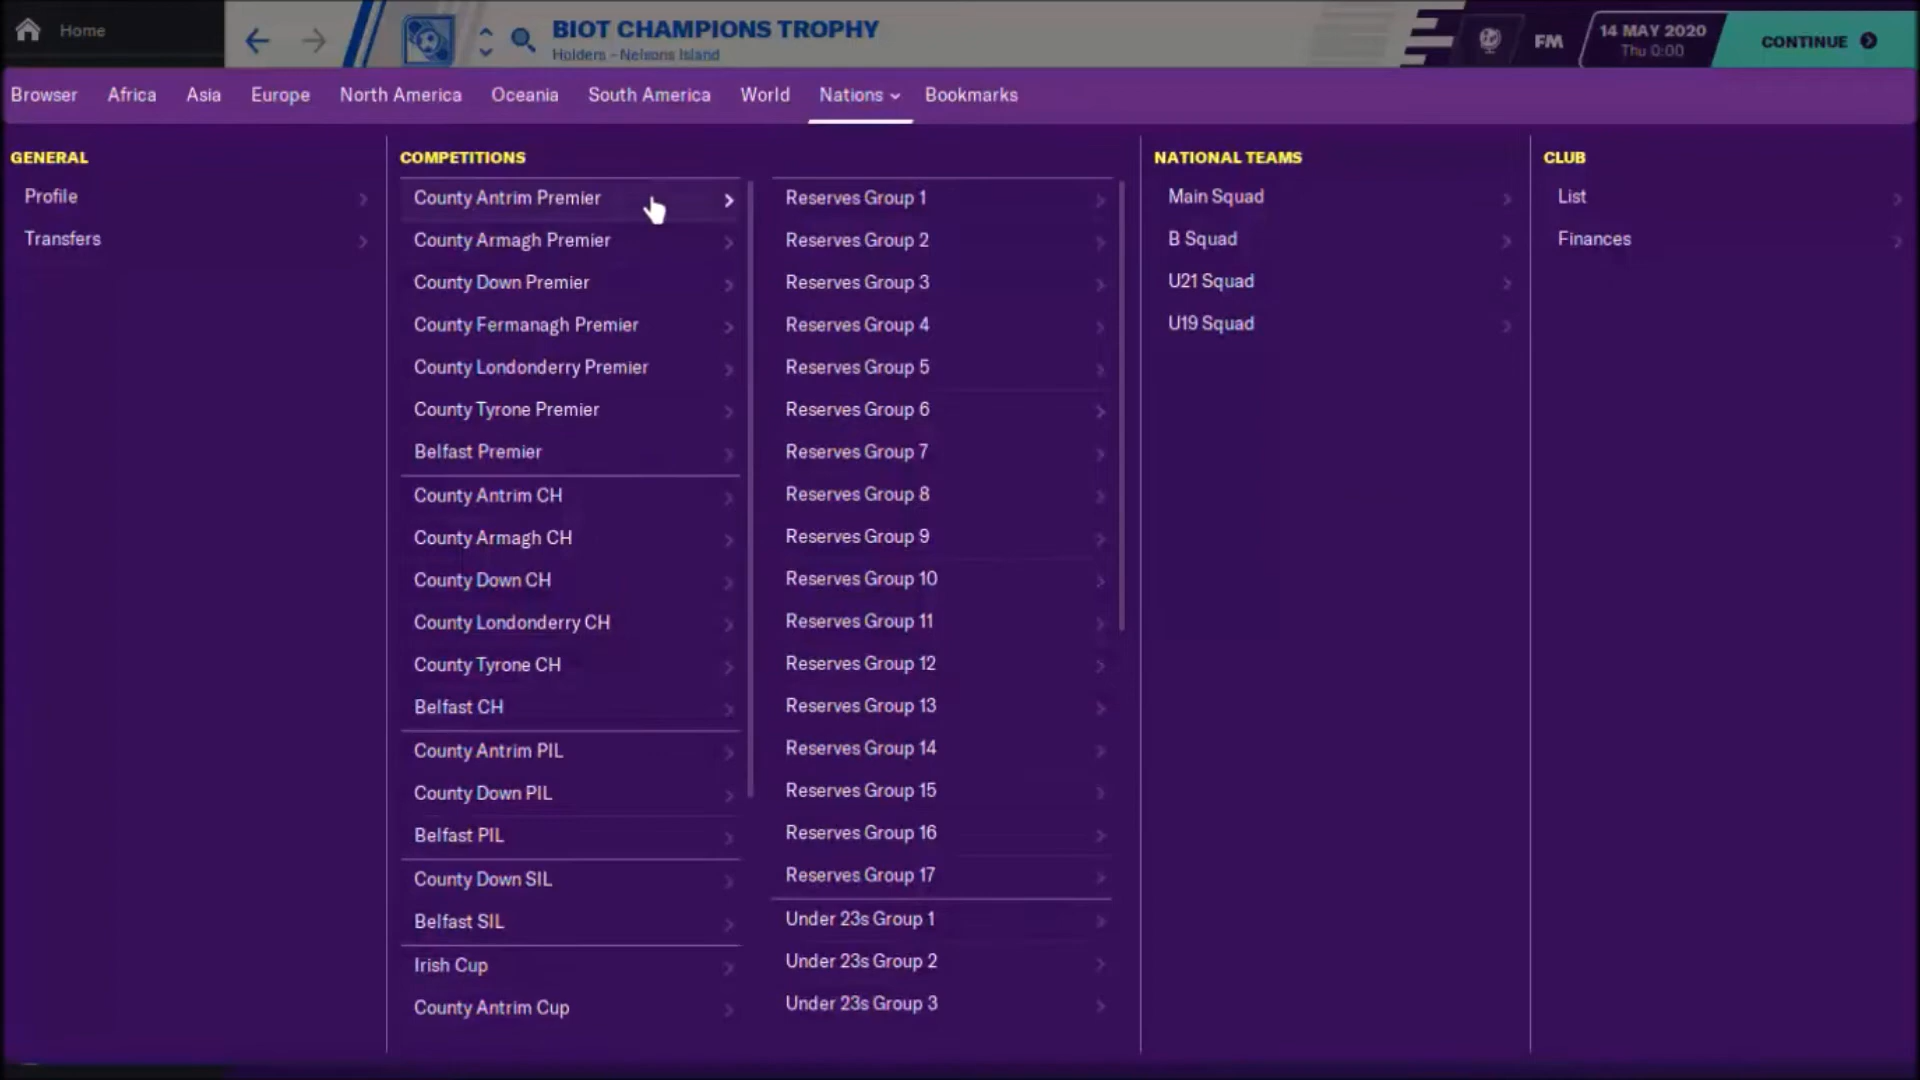 Home
BIOT CHAMPIONS TROPHY
Holders - Nelsons Island
FM
14 MAY 2020
Thu 0:00
CONTINUE
Browser
Africa
Asia
Europe
North America
Oceania
South America
World
Nations
Bookmarks
GENERAL
Profile
Transfers
COMPETITIONS
County Antrim Premier
County Armagh Premier
County Down Premier
County Fermanagh Premier
County Londonderry Premier
County Tyrone Premier
Belfast Premier
County Antrim CH
County Armagh CH
County Down CH
County Londonderry CH
County Tyrone CH
Belfast CH
County Antrim PIL
County Down PIL
Belfast PIL
County Down SIL
Belfast SIL
Irish Cup
County Antrim Cup
Reserves Group 1
Reserves Group 2
Reserves Group 3
Reserves Group 4
Reserves Group 5
Reserves Group 6
Reserves Group 7
Reserves Group 8
Reserves Group 9
Reserves Group 10
Reserves Group 11
Reserves Group 12
Reserves Group 13
Reserves Group 14
Reserves Group 15
Reserves Group 16
Reserves Group 17
Under 23s Group 1
Under 23s Group 2
Under 23s Group 3
NATIONAL TEAMS
Main Squad
B Squad
U21 Squad
U19 Squad
CLUB
List
Finances